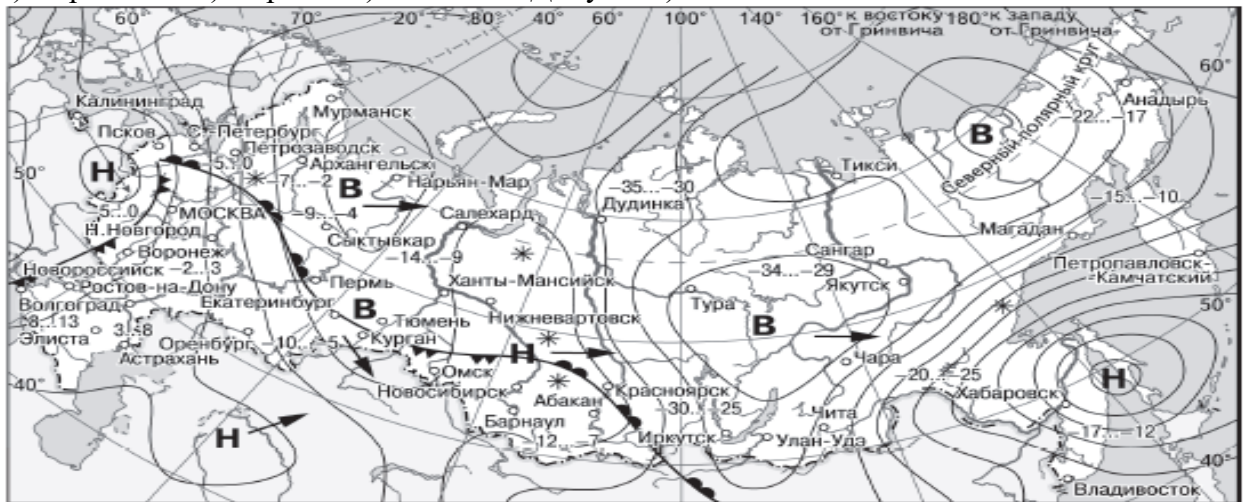 60° 70° 20° 80° 40° 60° 100° 120° 140° 160° к востоку 180° к западу
от Гринвича от Гринвича
60°
Калининград
Мурманск
Анадырь
Псков С.-Петербург
Северный полярный круг
–22...–17
Петрозаводск
–5...0
Архангельск
В
Тикси
Н
–7...–2
В
Нарьян-Мар
–35...–30
50°
–15...–10
Дудинка
–5...0
МОСКВА
–9...–4
Салехард
Н.Новгород
Магадан
Сыктывкар
Сангар
Воронеж
–14...–9
Петропавловск-
-Камчатский
Новороссийск –2...3
–34...–29
Ханты-Мансийск
Пермь
Якутск
Ростов-на-Дону
50°
Екатеринбург
В
Тура
Волгоград
Нижневартовск
В
8...13
Тюмень
3...8
Элиста
Оренбург –10...–5
Курган
Н
Чара
Астрахань
Омск
–20...–25
Н
40°
Новосибирск
Красноярск
Хабаровск
Абакан
–30...–25
Чита
Барнаул
Н
–17...–12
–12...–7
Иркутск
Улан-Удэ
40°
Владивосток